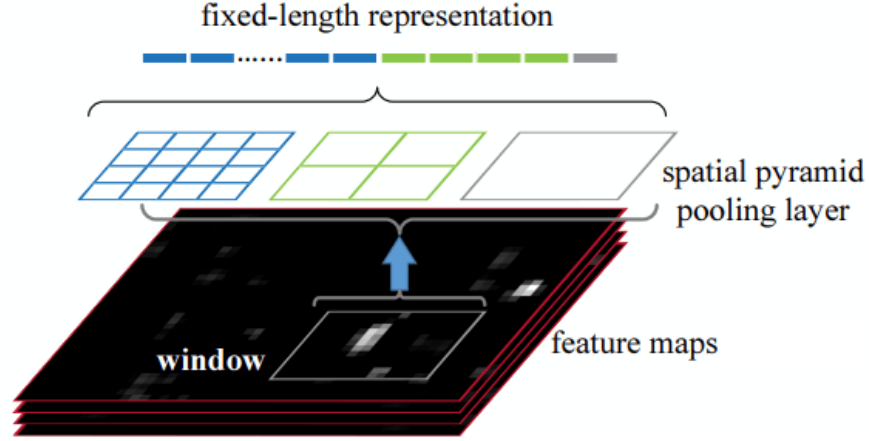 fixed-length representation
......
spatial pyramid
pooling layer
window
feature maps